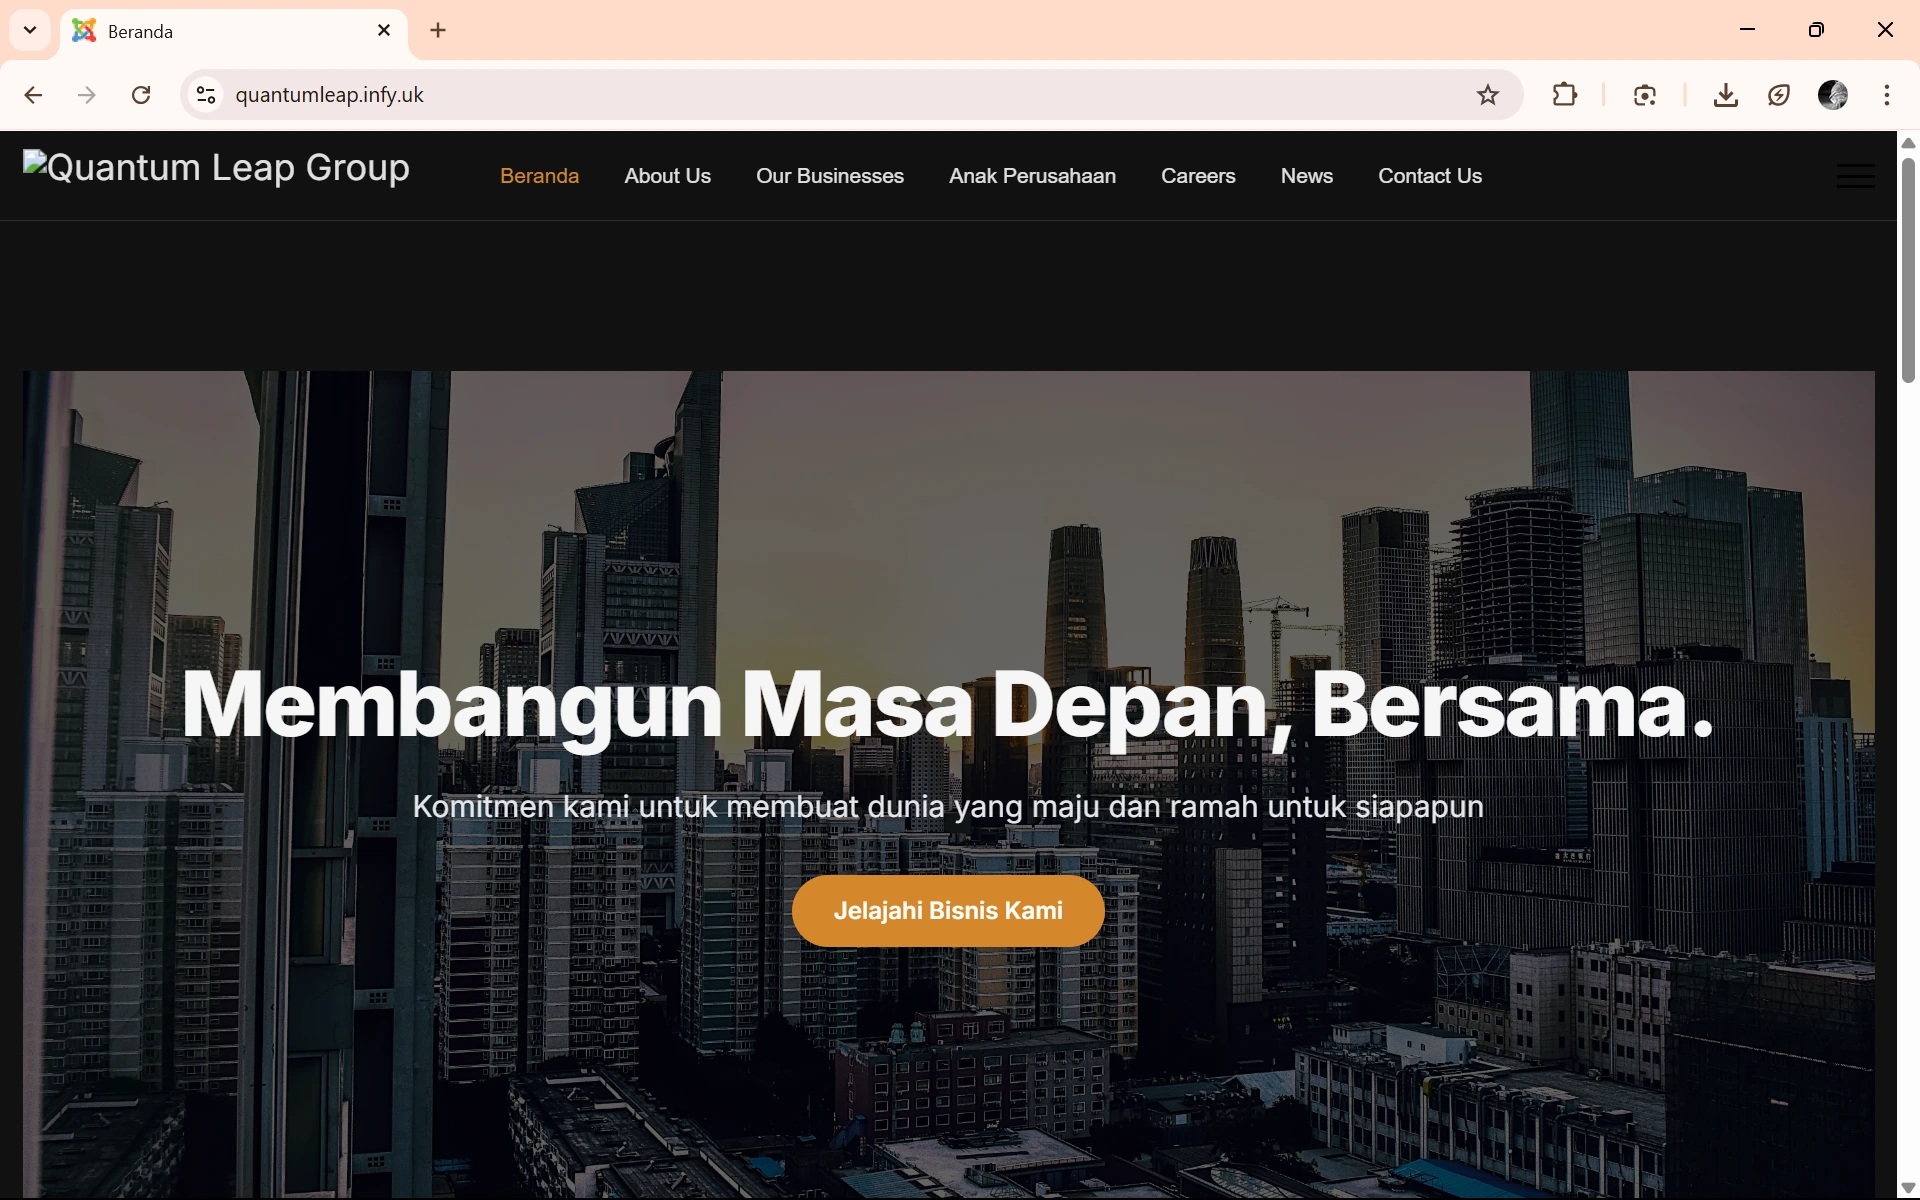 Beranda
quantumleap.infy.uk
Quantum Leap Group
Beranda
About Us
Our Businesses
Anak Perusahaan
Careers
News
Contact Us
Membangun Masa Depan, Bersama.
Komitmen kami untuk membuat dunia yang maju dan ramah untuk siapapun
Jelajahi Bisnis Kami